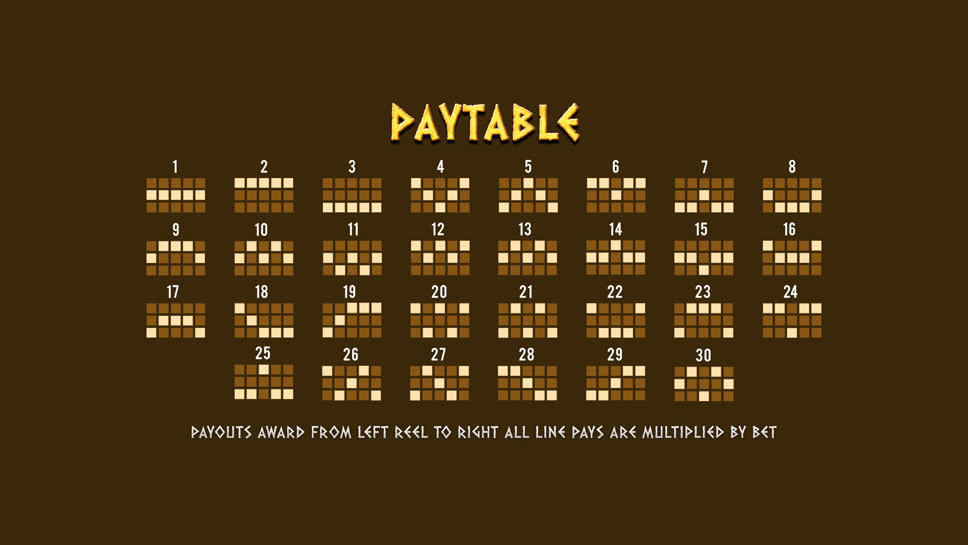 PAYTABLE
1 2 3 4 5 6 7 8
9 10 11 12 13 14 15 16
17 18 19 20 21 22 23 24
25 26 27 28 29 30
PAYOUTS AWARD FROM LEFT REEL TO RIGHT ALL LINE PAYS ARE MULTIPLIED BY BET